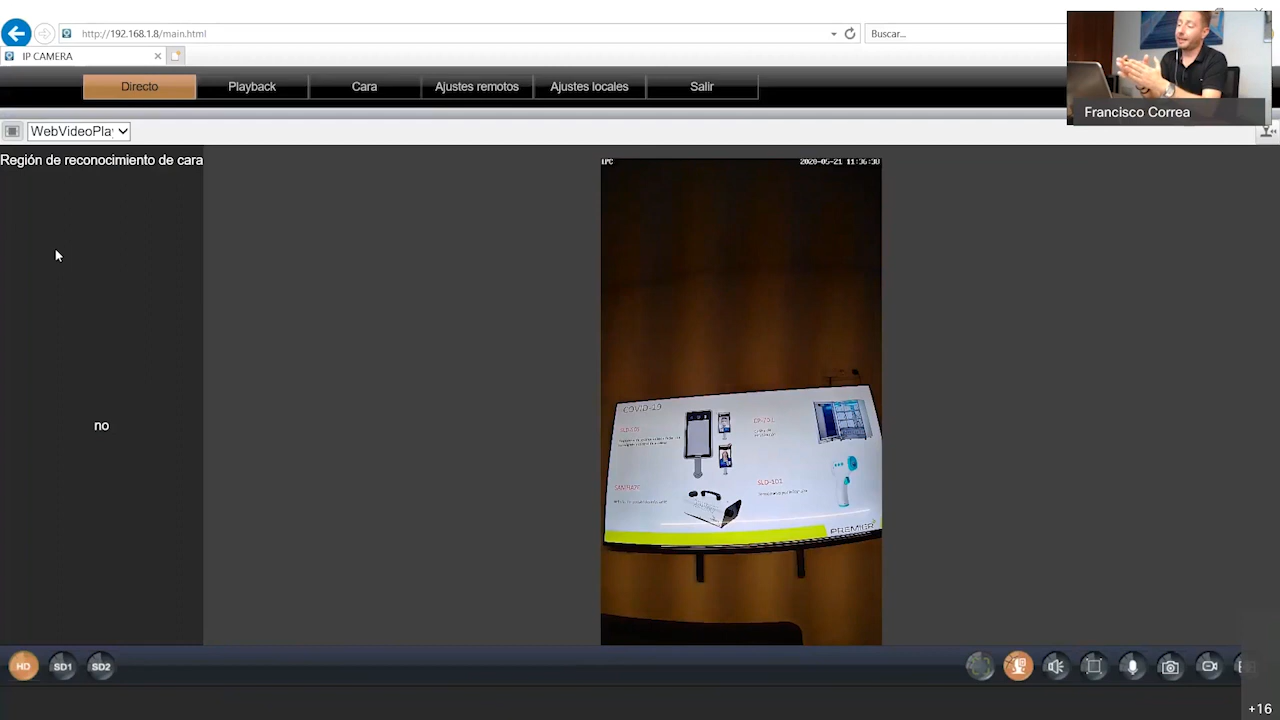 http://192.168.1.8/main.html
Buscar...
IP CAMERA
Directo
Playback
Cara
Ajustes remotos
Ajustes locales
Salir
Francisco Correa
WebVideoPla
Región de reconocimiento de cara
IPC
2020-05-21 11:36:30
no
COVID-19
SLD-101
PREMIER
HD
SD1
SD2
+16